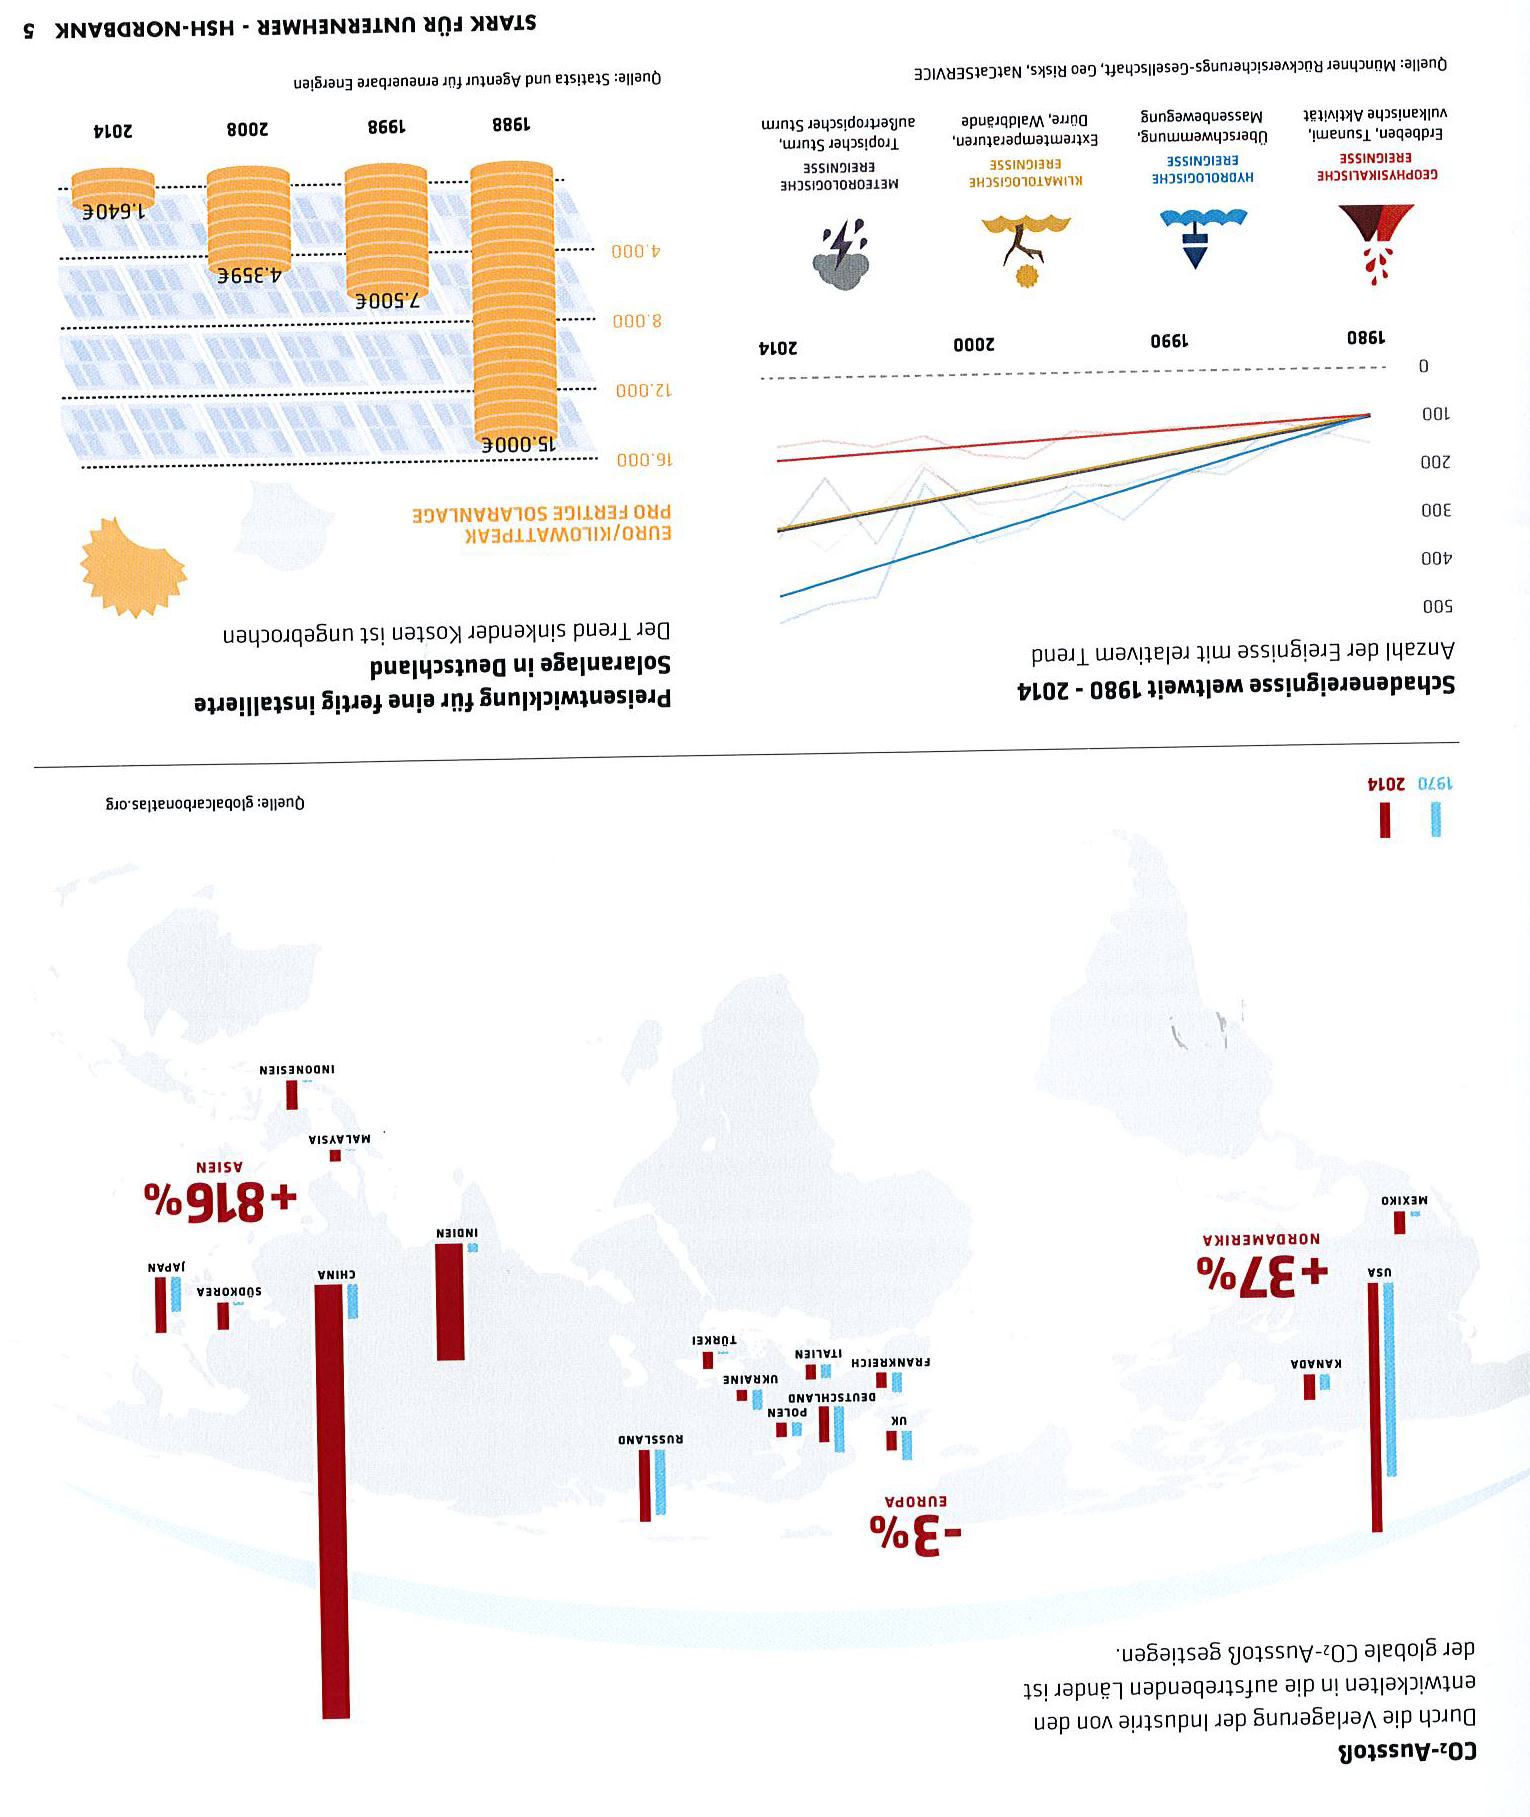 CO₂-Ausstoß
Durch die Verlagerung der Industrie von den
entwickelten in die aufstrebenden Länder ist
der globale CO₂-Ausstoß gestiegen.
-3%
EUROPA
+37%
NORDAMERIKA
+816%
ASIEN
KANADA
USA
MEXIKO
UK
DEUTSCHLAND
POLEN
FRANKREICH
ITALIEN
UKRAINE
TÜRKEI
RUSSLAND
INDIEN
CHINA
SÜDKOREA
JAPAN
MALAYSIA
INDONESIEN
1970 2014
Quelle: globalcarbonatlas.org
Schadenereignisse weltweit 1980 - 2014
Anzahl der Ereignisse mit relativem Trend
500
400
300
200
100
0
1980 1990 2000 2014
GEOPHYSIKALISCHE
EREIGNISSE
Erdbeben, Tsunami,
vulkanische Aktivität
HYDROLOGISCHE
EREIGNISSE
Überschwemmung,
Massenbewegung
KLIMATOLOGISCHE
EREIGNISSE
Extremtemperaturen,
Dürre, Waldbrände
METEOROLOGISCHE
EREIGNISSE
Tropischer Sturm,
außertropischer Sturm
Quelle: Münchner Rückversicherungs-Gesellschaft, Geo Risks, NatCatSERVICE
Preisentwicklung für eine fertig installierte
Solaranlage in Deutschland
Der Trend sinkender Kosten ist ungebrochen
EURO/KILOWATTPEAK
PRO FERTIGE SOLARANLAGE
16.000
12.000
8.000
4.000
15.000€
7.500€
4.359€
1.640€
1988 1998 2008 2014
Quelle: Statista und Agentur für erneuerbare Energien
STARK FÜR UNTERNEHMER - HSH-NORDBANK 5